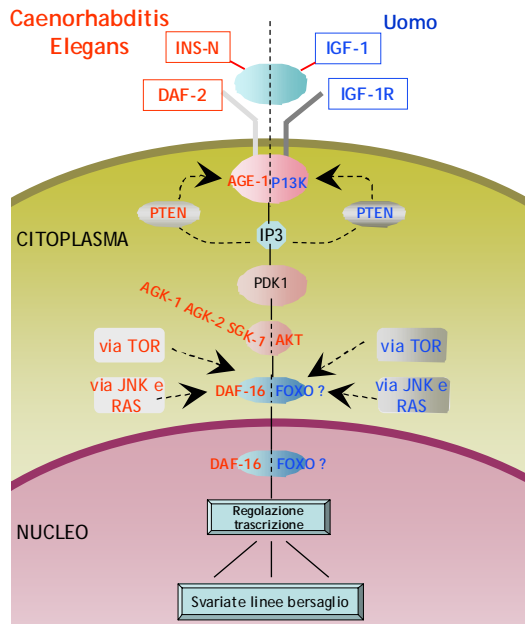 Caenorhabditis
Elegans
Uomo
INS-N
IGF-1
DAF-2
IGF-1R
AGE-1
P13K
PTEN
PTEN
CITOPLASMA
IP3
PDK1
AGK-1 AGK-2 SGK-1
AKT
via TOR
via TOR
via JNK e
RAS
DAF-16
FOXO ?
via JNK e
RAS
DAF-16
FOXO ?
Regolazione
trascrizione
NUCLEO
Svariate linee bersaglio